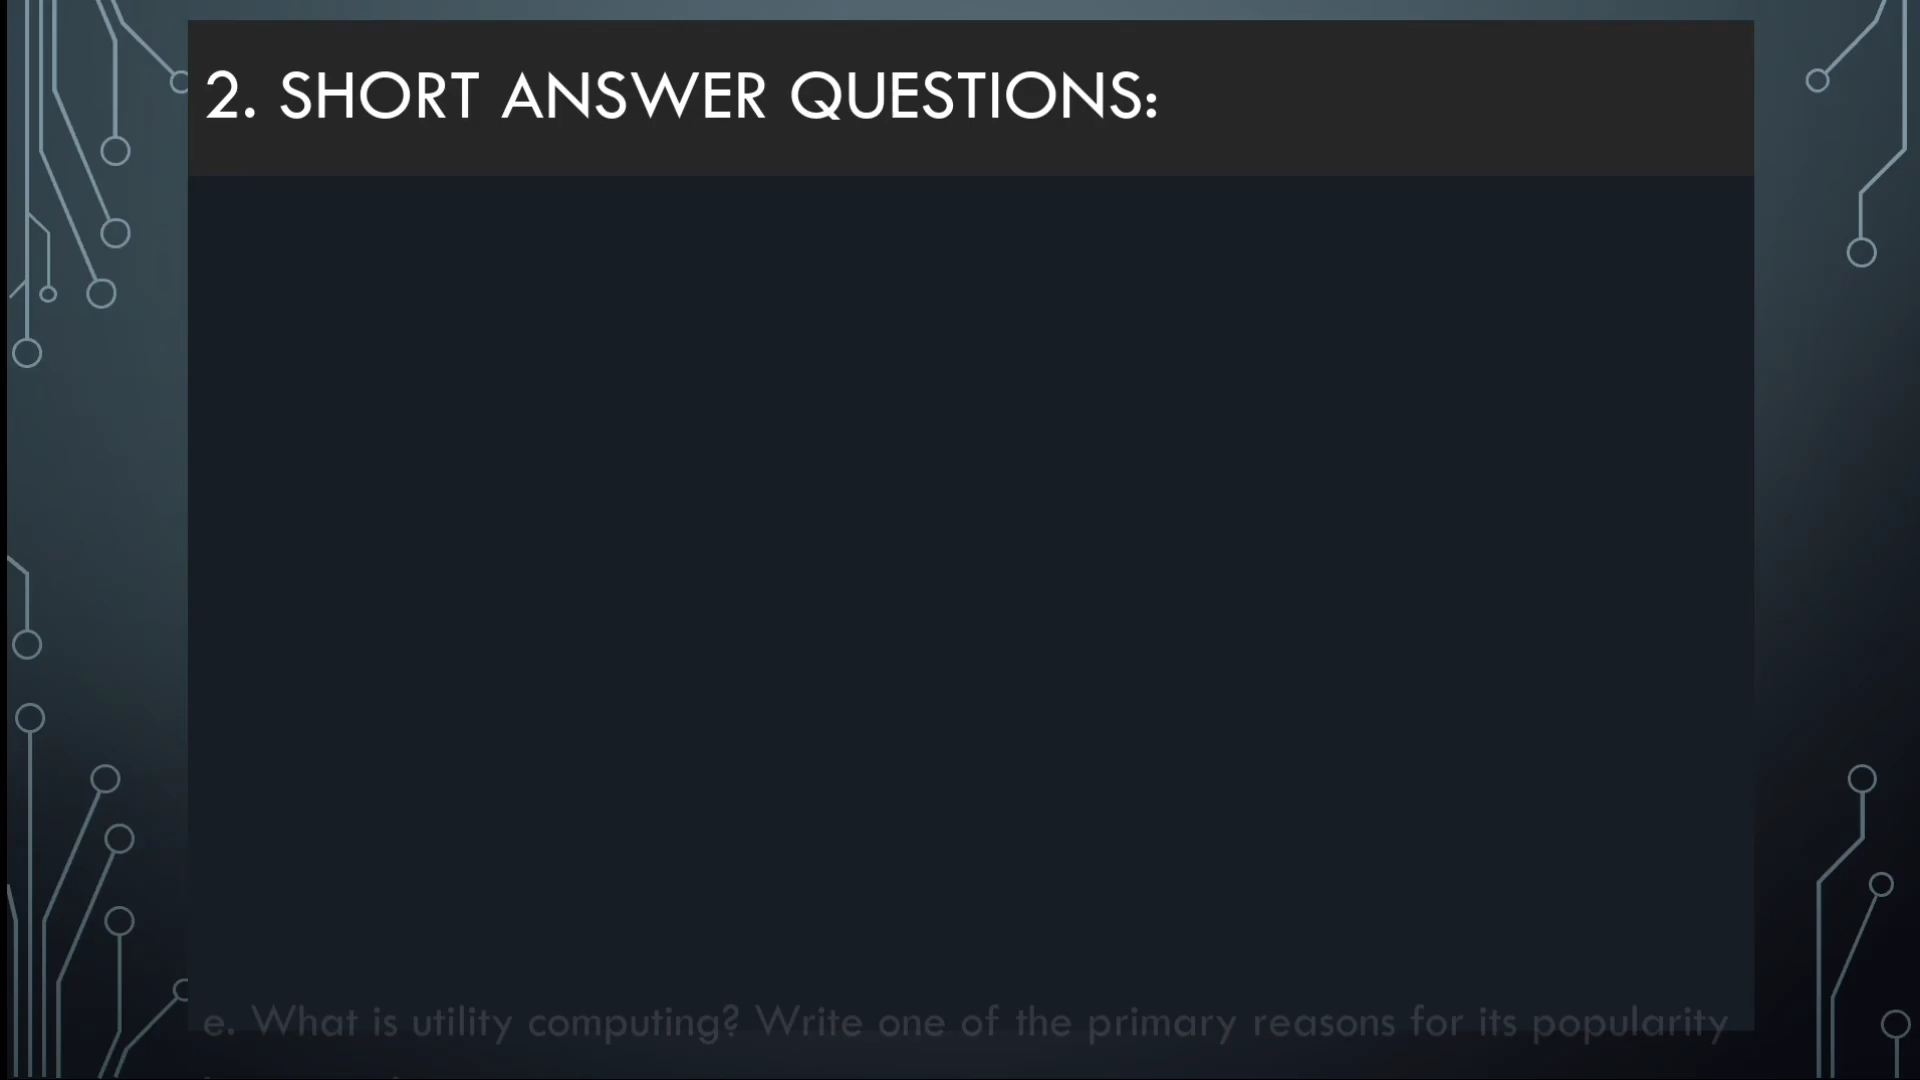 2. SHORT ANSWER QUESTIONS:
e. What is utility computing? Write one of the primary reasons for its popularity